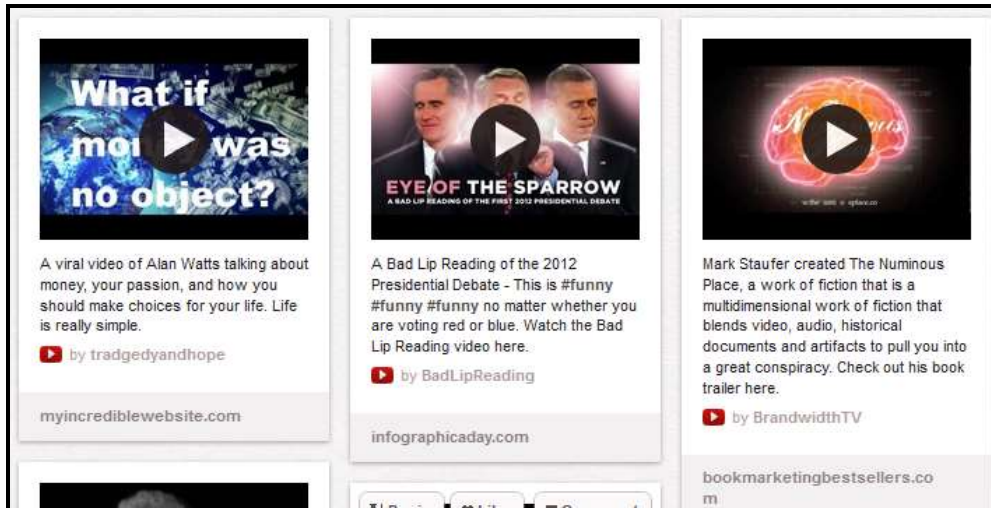 What if
money was
no object?
A viral video of Alan Watts talking about
money, your passion, and how you
should make choices for your life. Life
is really simple.
by tradgedyandhope
myincrediblewebsite.com
EYE OF THE SPARROW
A BAD LIP READING OF THE FIRST 2012 PRESIDENTIAL DEBATE
A Bad Lip Reading of the 2012
Presidential Debate - This is #funny
#funny #funny no matter whether you
are voting red or blue. Watch the Bad
Lip Reading video here.
by BadLipReading
infographicaday.com
Mark Staufer created The Numinous
Place, a work of fiction that is a
multidimensional work of fiction that
blends video, audio, historical
documents and artifacts to pull you into
a great conspiracy. Check out his book
trailer here.
by BrandwidthTV
bookmarketingbestsellers.co
m